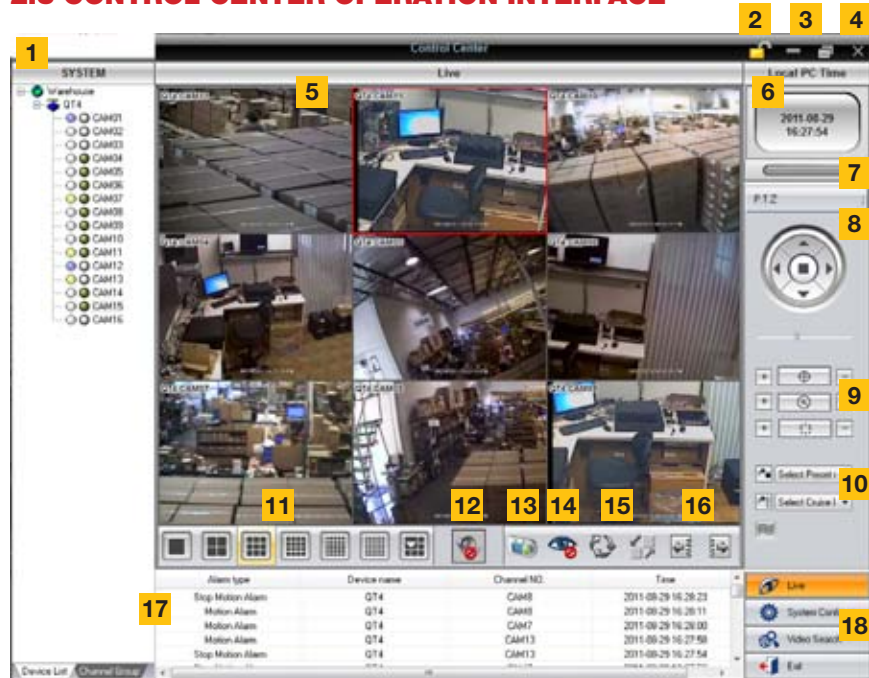 2.3 CONTROL CENTER OPERATION INTERFACE
1
2
3
4
Control Center
SYSTEM
Live
Local PC Time
Warehouse
QT4
CAM01
CAM02
CAM03
CAM04
CAM05
CAM06
CAM07
CAM08
CAM09
CAM10
CAM11
CAM12
CAM13
CAM14
CAM15
CAM16
5
6
2011-08-29
16:27:54
7
P.T.Z
8
9
Select Preset
10
Select Cruise
11
12
13
14
15
16
Alarm type Device name Channel NO. Time
17
Stop Motion Alarm QT4 CAM8 2011-08-29 16:28:23
Motion Alarm QT4 CAM8 2011-08-29 16:28:11
Motion Alarm QT4 CAM7 2011-08-29 16:28:00
Motion Alarm QT4 CAM13 2011-08-29 16:27:58
Stop Motion Alarm QT4 CAM13 2011-08-29 16:27:54
Live
System Conf
Video Search
18
Exit
Device List
Channel Group